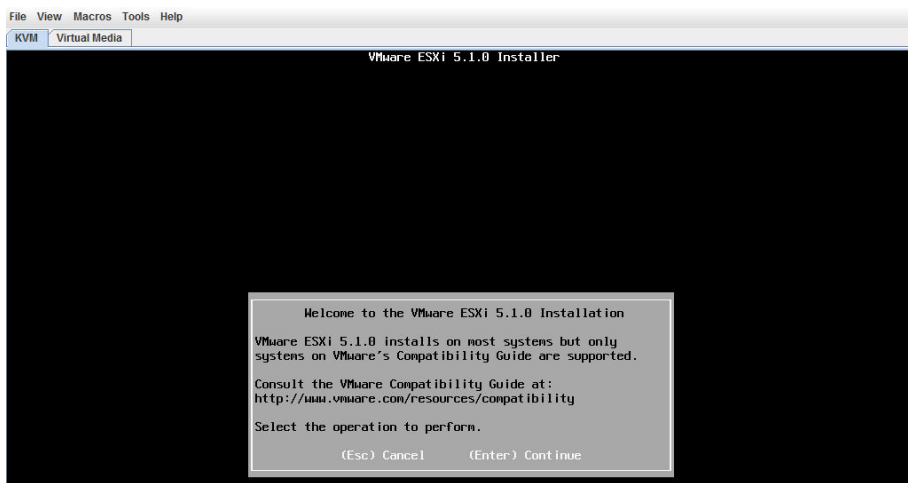 File View Macros Tools Help
KVM Virtual Media
VMware ESXi 5.1.0 Installer
Welcome to the VMware ESXi 5.1.0 Installation
VMware ESXi 5.1.0 installs on most systems but only
systems on VMware's Compatibility Guide are supported.
Consult the VMware Compatibility Guide at:
http://www.vmware.com/resources/compatibility
Select the operation to perform.
(Esc) Cancel (Enter) Continue